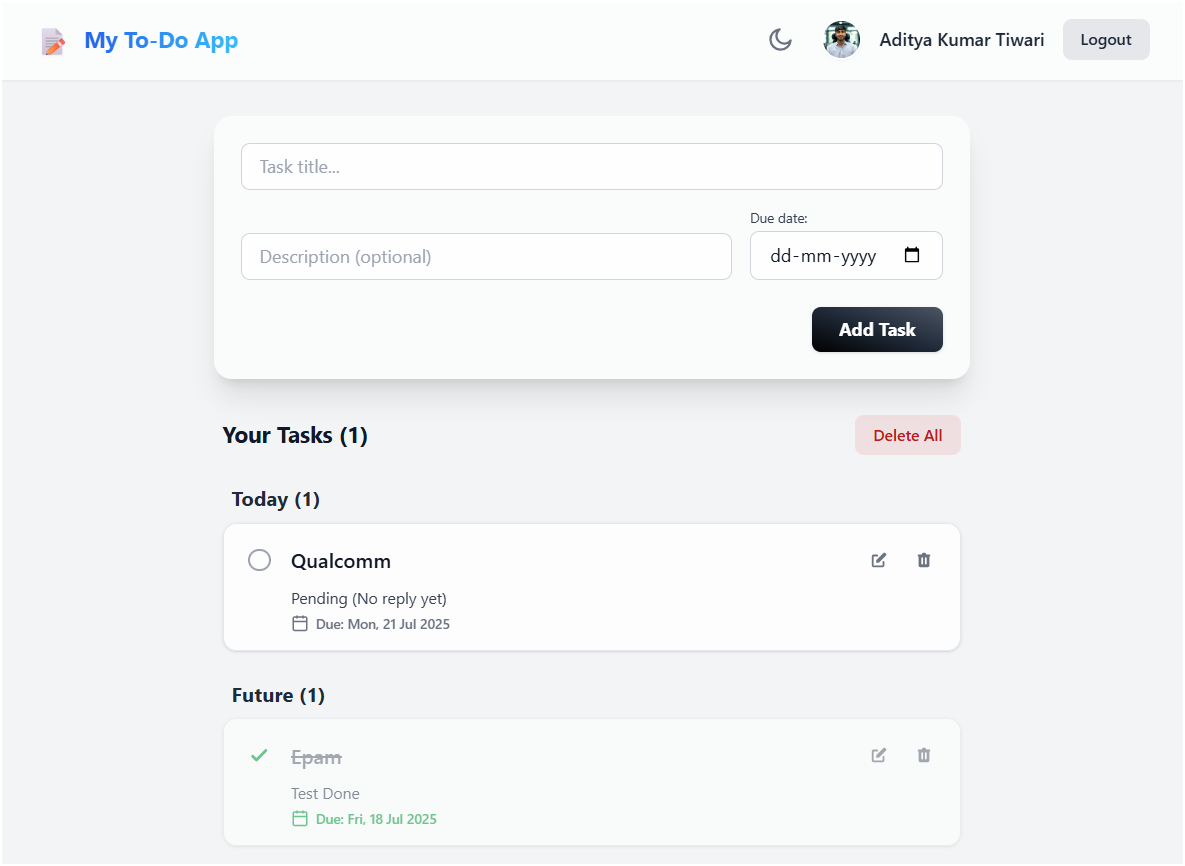 My To-Do App
Aditya Kumar Tiwari
Logout
Task title...
Due date:
Description (optional)
dd-mm-yyyy
Add Task
Your Tasks (1)
Delete All
Today (1)
Qualcomm
Pending (No reply yet)
Due: Mon, 21 Jul 2025
Future (1)
Epam
Test Done
Due: Fri, 18 Jul 2025